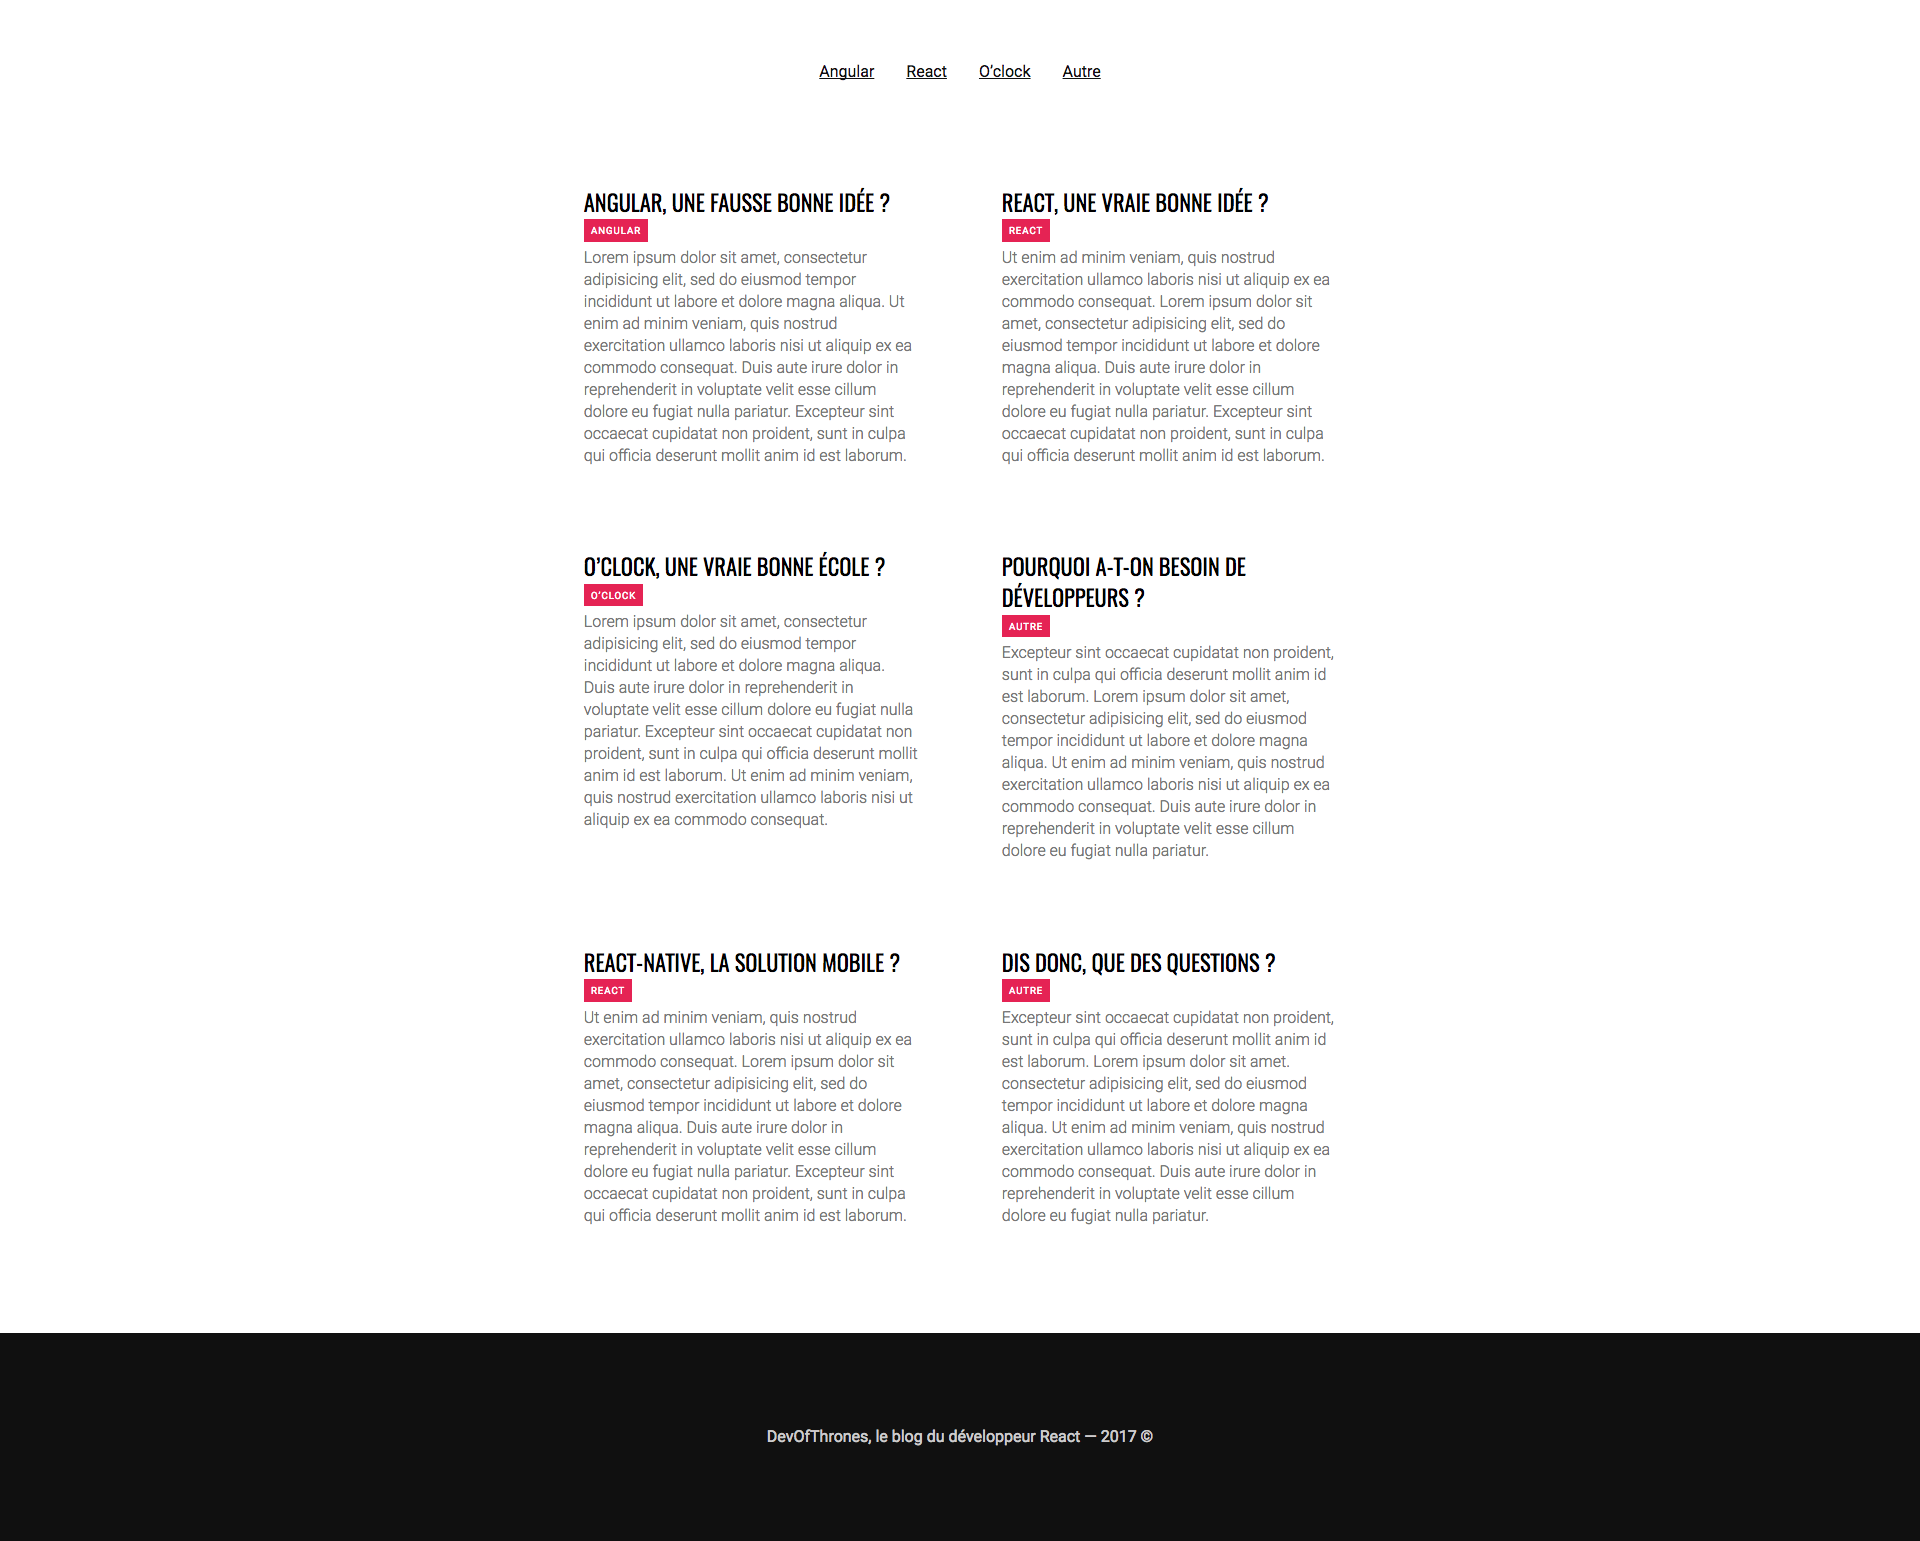 Angular React O’clock Autre
ANGULAR, UNE FAUSSE BONNE IDÉE ?
ANGULAR
Lorem ipsum dolor sit amet, consectetur
adipisicing elit, sed do eiusmod tempor
incididunt ut labore et dolore magna aliqua. Ut
enim ad minim veniam, quis nostrud
exercitation ullamco laboris nisi ut aliquip ex ea
commodo consequat. Duis aute irure dolor in
reprehenderit in voluptate velit esse cillum
dolore eu fugiat nulla pariatur. Excepteur sint
occaecat cupidatat non proident, sunt in culpa
qui officia deserunt mollit anim id est laborum.
REACT, UNE VRAIE BONNE IDÉE ?
REACT
Ut enim ad minim veniam, quis nostrud
exercitation ullamco laboris nisi ut aliquip ex ea
commodo consequat. Lorem ipsum dolor sit
amet, consectetur adipisicing elit, sed do
eiusmod tempor incididunt ut labore et dolore
magna aliqua. Duis aute irure dolor in
reprehenderit in voluptate velit esse cillum
dolore eu fugiat nulla pariatur. Excepteur sint
occaecat cupidatat non proident, sunt in culpa
qui officia deserunt mollit anim id est laborum.
O’CLOCK, UNE VRAIE BONNE ÉCOLE ?
O’CLOCK
Lorem ipsum dolor sit amet, consectetur
adipisicing elit, sed do eiusmod tempor
incididunt ut labore et dolore magna aliqua.
Duis aute irure dolor in reprehenderit in
voluptate velit esse cillum dolore eu fugiat nulla
pariatur. Excepteur sint occaecat cupidatat non
proident, sunt in culpa qui officia deserunt mollit
anim id est laborum. Ut enim ad minim veniam,
quis nostrud exercitation ullamco laboris nisi ut
aliquip ex ea commodo consequat.
POURQUOI A-T-ON BESOIN DE
DÉVELOPPEURS ?
AUTRE
Excepteur sint occaecat cupidatat non proident,
sunt in culpa qui officia deserunt mollit anim id
est laborum. Lorem ipsum dolor sit amet,
consectetur adipisicing elit, sed do eiusmod
tempor incididunt ut labore et dolore magna
aliqua. Ut enim ad minim veniam, quis nostrud
exercitation ullamco laboris nisi ut aliquip ex ea
commodo consequat. Duis aute irure dolor in
reprehenderit in voluptate velit esse cillum
dolore eu fugiat nulla pariatur.
REACT-NATIVE, LA SOLUTION MOBILE ?
REACT
Ut enim ad minim veniam, quis nostrud
exercitation ullamco laboris nisi ut aliquip ex ea
commodo consequat. Lorem ipsum dolor sit
amet, consectetur adipisicing elit, sed do
eiusmod tempor incididunt ut labore et dolore
magna aliqua. Duis aute irure dolor in
reprehenderit in voluptate velit esse cillum
dolore eu fugiat nulla pariatur. Excepteur sint
occaecat cupidatat non proident, sunt in culpa
qui officia deserunt mollit anim id est laborum.
DIS DONC, QUE DES QUESTIONS ?
AUTRE
Excepteur sint occaecat cupidatat non proident,
sunt in culpa qui officia deserunt mollit anim id
est laborum. Lorem ipsum dolor sit amet.
consectetur adipisicing elit, sed do eiusmod
tempor incididunt ut labore et dolore magna
aliqua. Ut enim ad minim veniam, quis nostrud
exercitation ullamco laboris nisi ut aliquip ex ea
commodo consequat. Duis aute irure dolor in
reprehenderit in voluptate velit esse cillum
dolore eu fugiat nulla pariatur.
DevOfThrones, le blog du développeur React — 2017 ©